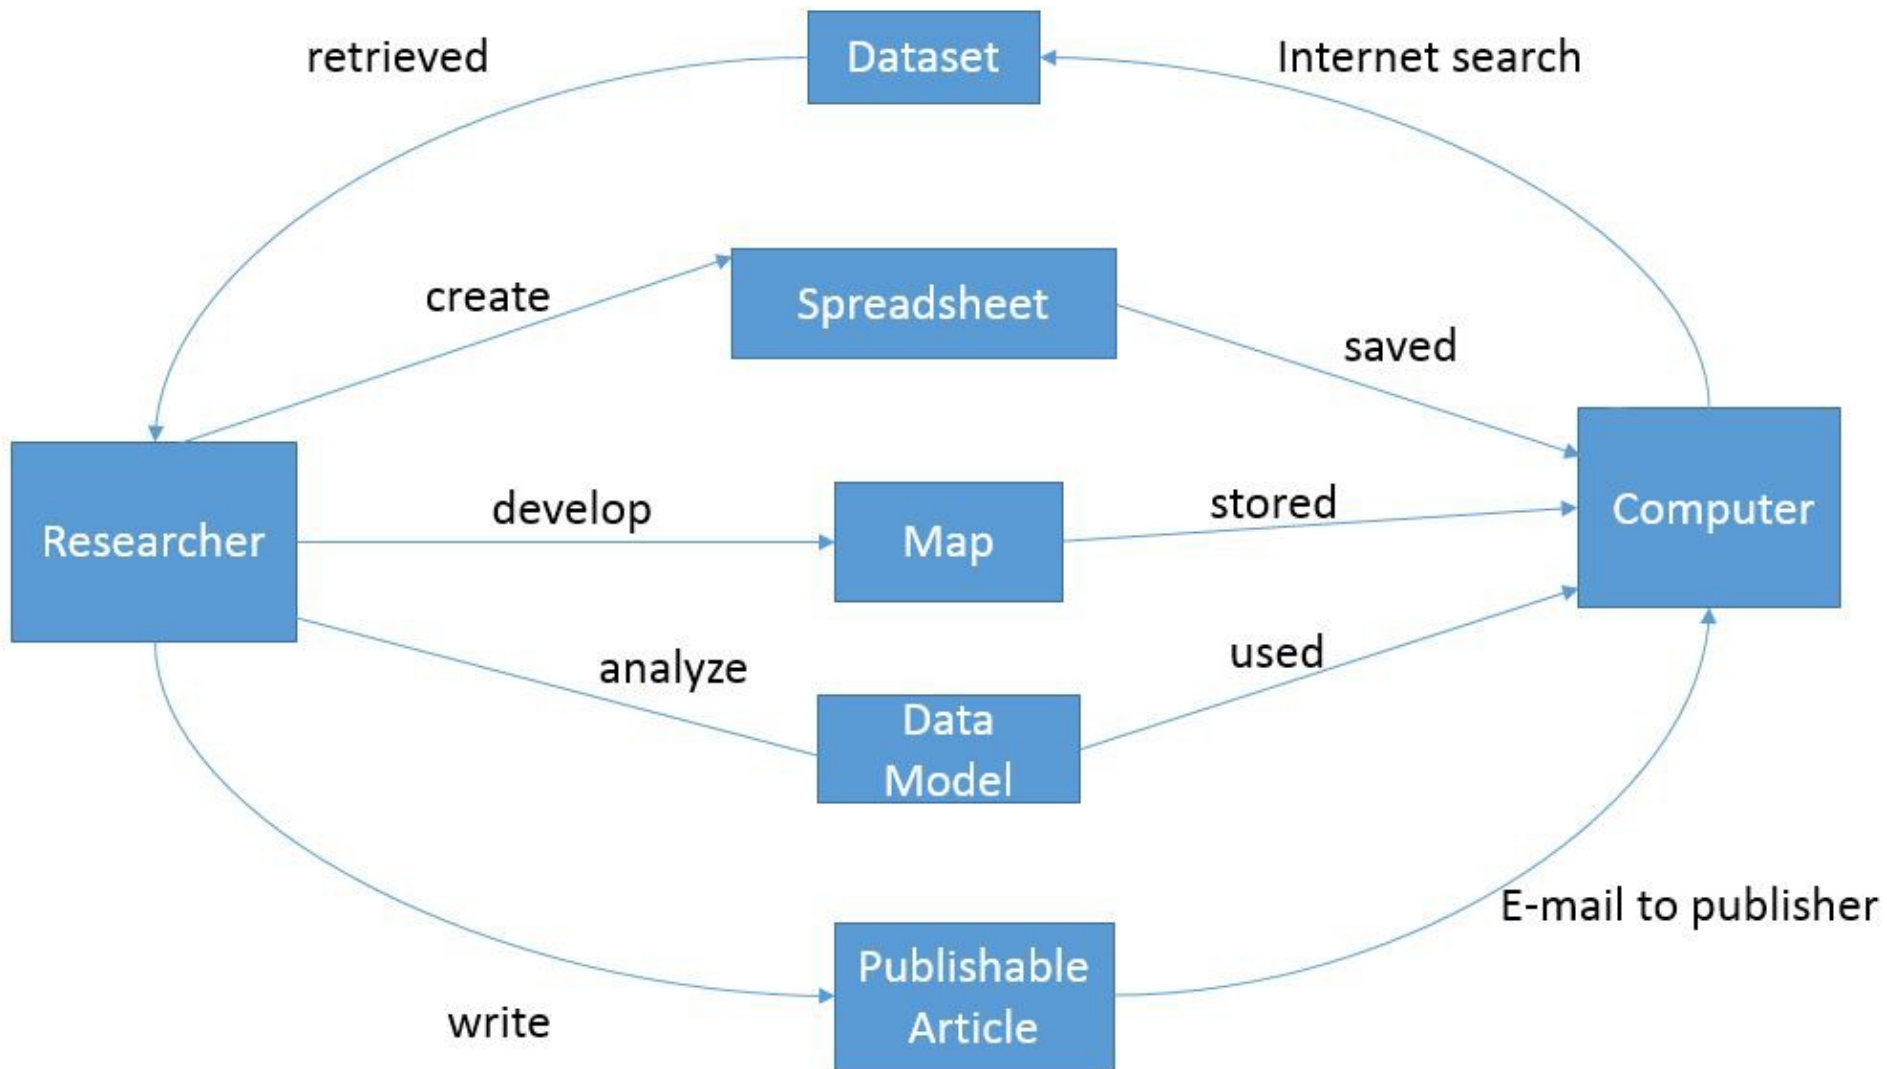 retrieved
Dataset
Internet search
create
Spreadsheet
saved
Researcher
develop
Map
stored
Computer
analyze
Data
Model
used
write
Publishable
Article
E-mail to publisher